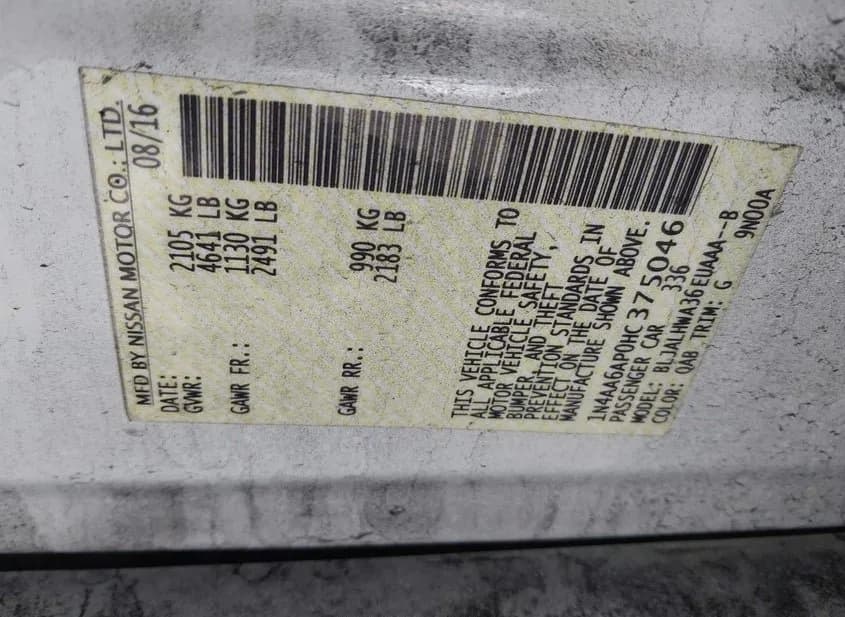 MFD BY NISSAN MOTOR CO., LTD.
DATE: 08/16
GVWR: 2105 KG
4641 LB
GAWR FR.: 1130 KG
2491 LB
GAWR RR.: 990 KG
2183 LB
THIS VEHICLE CONFORMS TO
ALL APPLICABLE FEDERAL
MOTOR VEHICLE SAFETY,
BUMPER, AND THEFT
PREVENTION STANDARDS IN
EFFECT ON THE DATE OF
MANUFACTURE SHOWN ABOVE.
1N4AA6AP0HC375046
PASSENGER CAR 336
MODEL: BLJALHWA36EUAAA--B
COLOR: QAB TRIM: G 9N00A